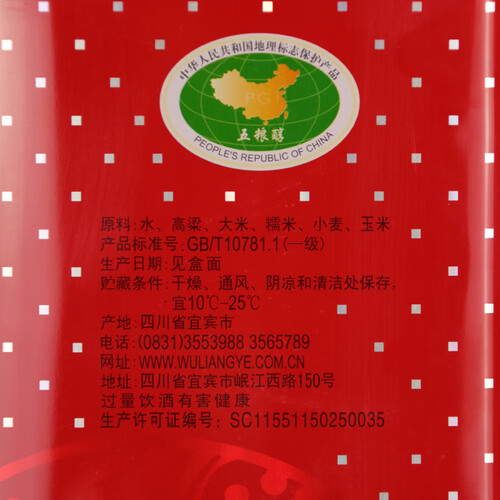 中华人民共和国地理标志保护产品
PGI
五粮醇
PEOPLE'S REPUBLIC OF CHINA
原料: 水、高粱、大米、糯米、小麦、玉米
产品标准号: GB/T10781.1(一级)
生产日期: 见盒面
贮藏条件: 干燥、通风、阴凉和清洁处保存,
宜10℃-25℃
产地: 四川省宜宾市
电话: (0831)3553988 3565789
网址: WWW.WULIANGYE.COM.CN
地址: 四川省宜宾市岷江西路150号
过量饮酒有害健康
生产许可证编号: SC11551150250035